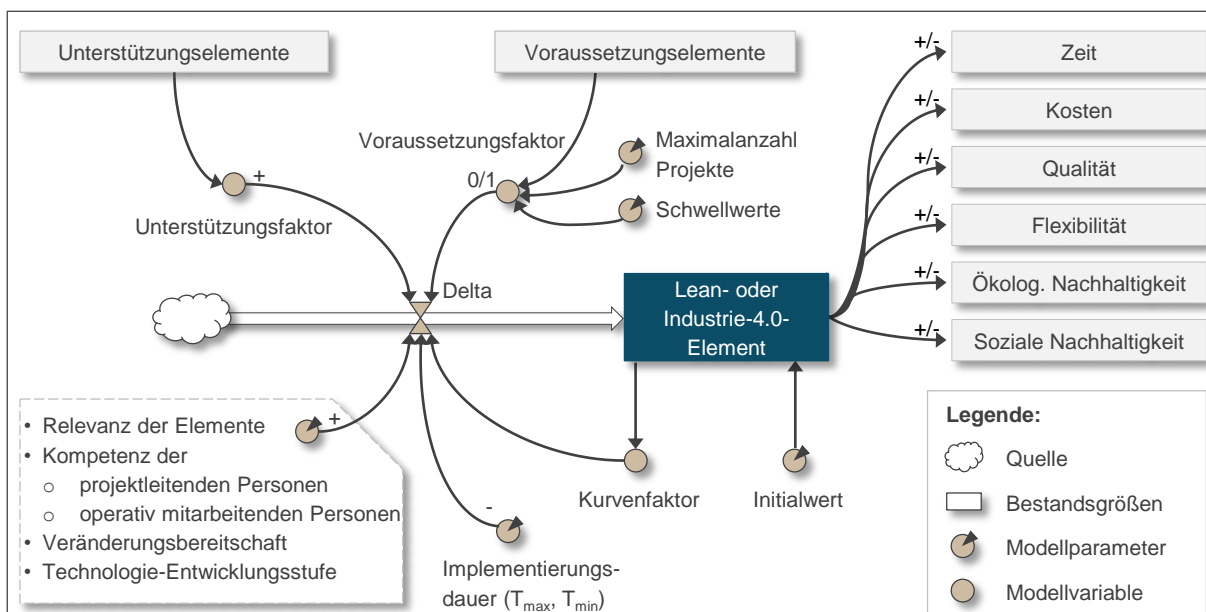 Unterstützungselemente
Voraussetzungselemente
Voraussetzungsfaktor
0/1
Maximalanzahl
Projekte
Schwellwerte
+
Unterstützungsfaktor
Delta
Lean- oder
Industrie-4.0-
Element
+/-
Zeit
+/-
Kosten
+/-
Qualität
+/-
Flexibilität
+/-
Ökolog. Nachhaltigkeit
+/-
Soziale Nachhaltigkeit
• Relevanz der Elemente
• Kompetenz der
o projektleitenden Personen
o operativ mitarbeitenden Personen
• Veränderungsbereitschaft
• Technologie-Entwicklungsstufe
+
-
Implementierungs-
dauer (Tmax, Tmin)
Kurvenfaktor
Initialwert
Legende:
Quelle
Bestandsgrößen
Modellparameter
Modellvariable